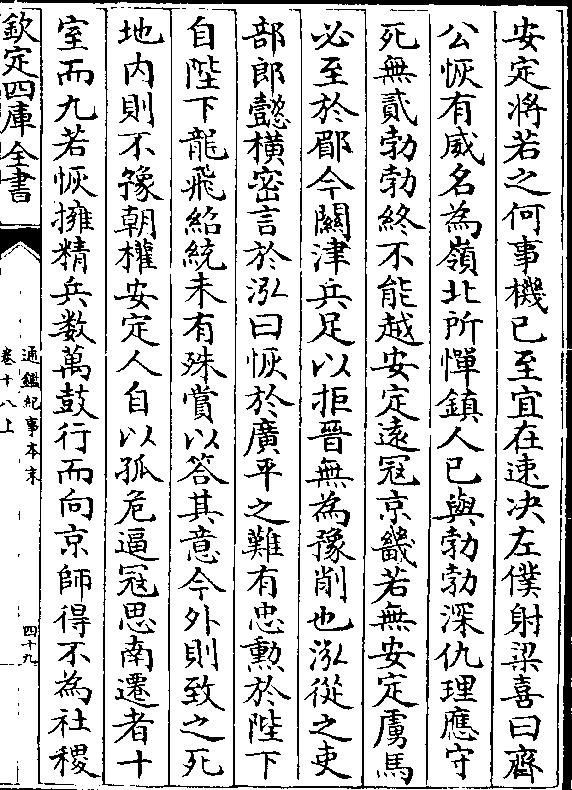 安定將若之何事機已至宜在速决左僕射梁喜曰齊
公恢有威名為嶺北所憚鎮人已與勃勃深仇理應守
死無貳勃勃終不能越安定遠冦京畿若無安定虜馬
必至於郿今關津兵足以拒晉無為豫削也泓從之吏
部郎懿横密言於泓曰恢於廣平之難有忠勲於陛下
自陛下龍飛紹統未有殊賞以答其意今外則致之死
地内則不豫朝權安定人自以孤危逼冦思南遷者十
室而九若恢擁精兵数萬鼓行而向京師得不為社稷
欽定四庫全書
通鑑紀事本末
卷十八上
四十九